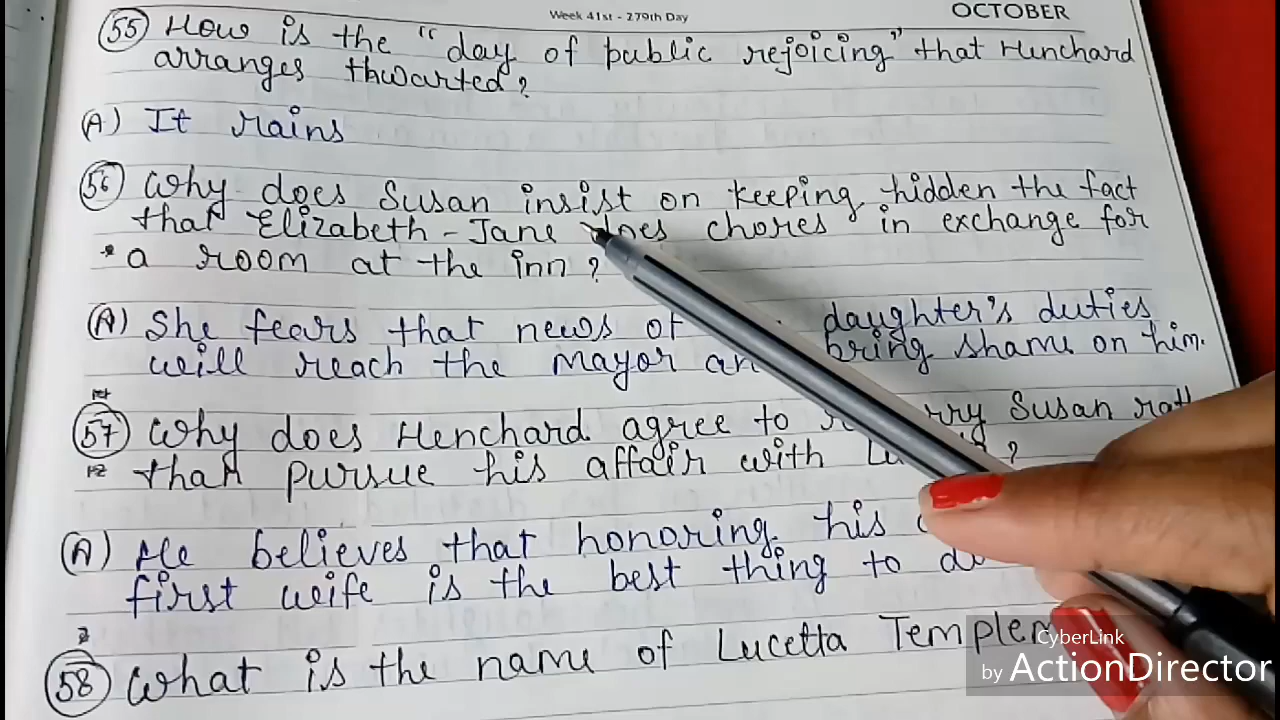 Week 41st - 279th Day
OCTOBER
55 How is the "day of public rejoicing" that Henchard
arranges thwarted?
(A) It rains
56 Why does Susan insist on keeping hidden the fact
that Elizabeth-Jane does chores in exchange for
a room at the inn?
(A) She fears that news of daughter's duties
will reach the mayor and bring shame on him.
57 Why does Henchard agree to Susan
than pursue his affair with ?
(A) He believes that honoring his
first wife is the best thing to do
58 What is the name of Lucetta Templeman
CyberLink
by ActionDirector